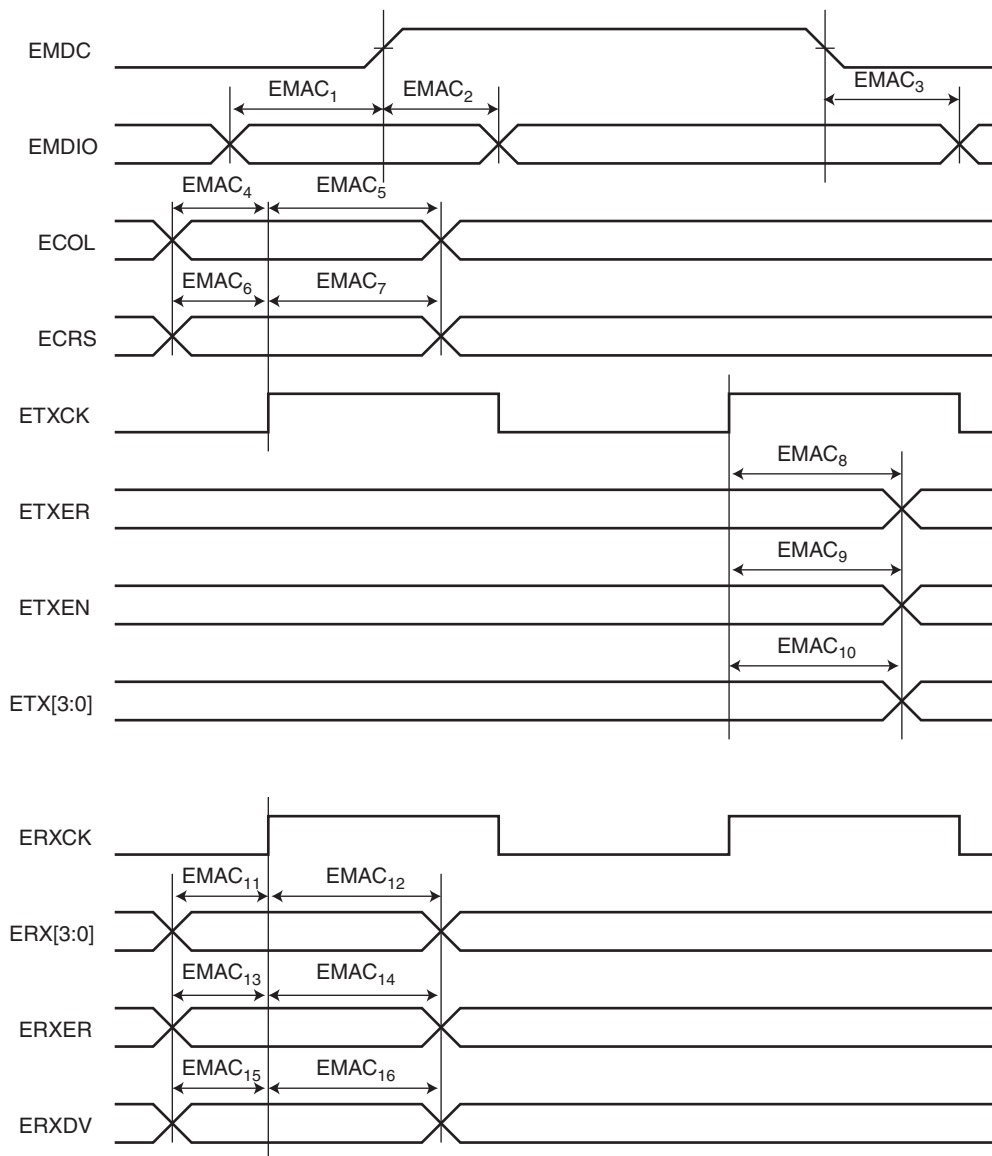 EMDC
EMAC₁ EMAC₂ EMAC₃
EMDIO
EMAC₄ EMAC₅
ECOL
EMAC₆ EMAC₇
ECRS
ETXCK
EMAC₈
ETXER
EMAC₉
ETXEN
EMAC₁₀
ETX[3:0]
ERXCK
EMAC₁₁ EMAC₁₂
ERX[3:0]
EMAC₁₃ EMAC₁₄
ERXER
EMAC₁₅ EMAC₁₆
ERXDV